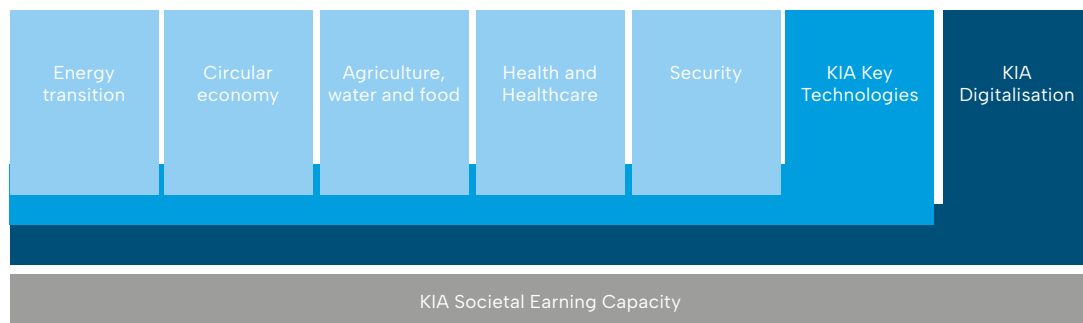 Energy
transition
Circular
economy
Agriculture,
water and food
Health and
Healthcare
Security
KIA Key
Technologies
KIA
Digitalisation
KIA Societal Earning Capacity